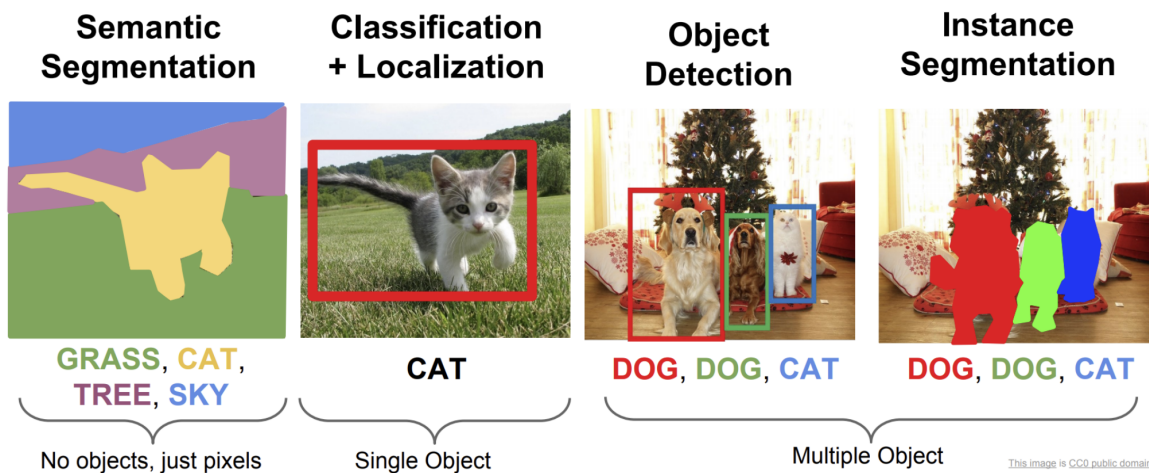 Semantic
Segmentation
Classification
+ Localization
Object
Detection
Instance
Segmentation
GRASS, CAT,
TREE, SKY
CAT
DOG, DOG, CAT
DOG, DOG, CAT
No objects, just pixels
Single Object
Multiple Object
This image is CC0 public domain